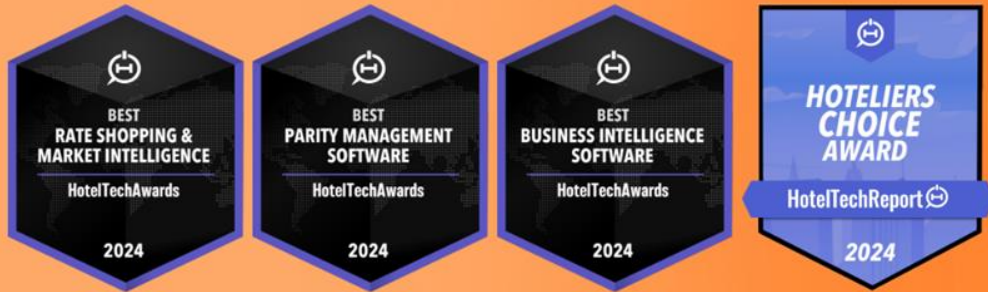 BEST
RATE SHOPPING &
MARKET INTELLIGENCE
HotelTechAwards
2024
BEST
PARITY MANAGEMENT
SOFTWARE
HotelTechAwards
2024
BEST
BUSINESS INTELLIGENCE
SOFTWARE
HotelTechAwards
2024
HOTELIERS
CHOICE
AWARD
HotelTechReport
2024